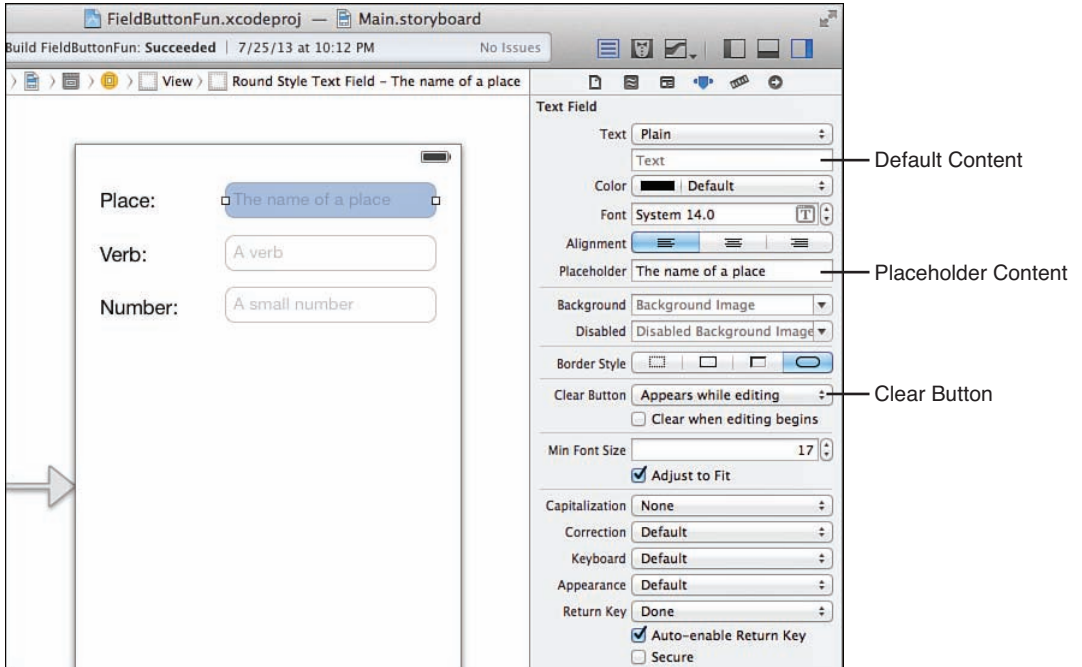 FieldButtonFun.xcodeproj — Main.storyboard
Build FieldButtonFun: Succeeded | 7/25/13 at 10:12 PM No Issues
View Round Style Text Field – The name of a place
Text Field
Text Plain
Text
Default Content
Color Default
Font System 14.0 T
Alignment
Placeholder The name of a place
Placeholder Content
Background Background Image
Disabled Disabled Background Image
Border Style
Clear Button Appears while editing
Clear Button
Clear when editing begins
Min Font Size 17
Adjust to Fit
Capitalization None
Correction Default
Keyboard Default
Appearance Default
Return Key Done
Auto-enable Return Key
Secure
Place: The name of a place
Verb: A verb
Number: A small number